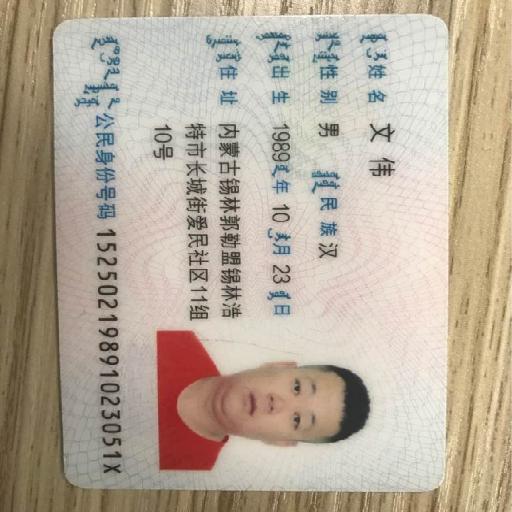 姓名 文伟
性别 男 民族 汉
出生 1989 年 10 月 23 日
住址 内蒙古锡林郭勒盟锡林浩
特市长城街爱民社区11组
10号
公民身份号码 15250219891023051X